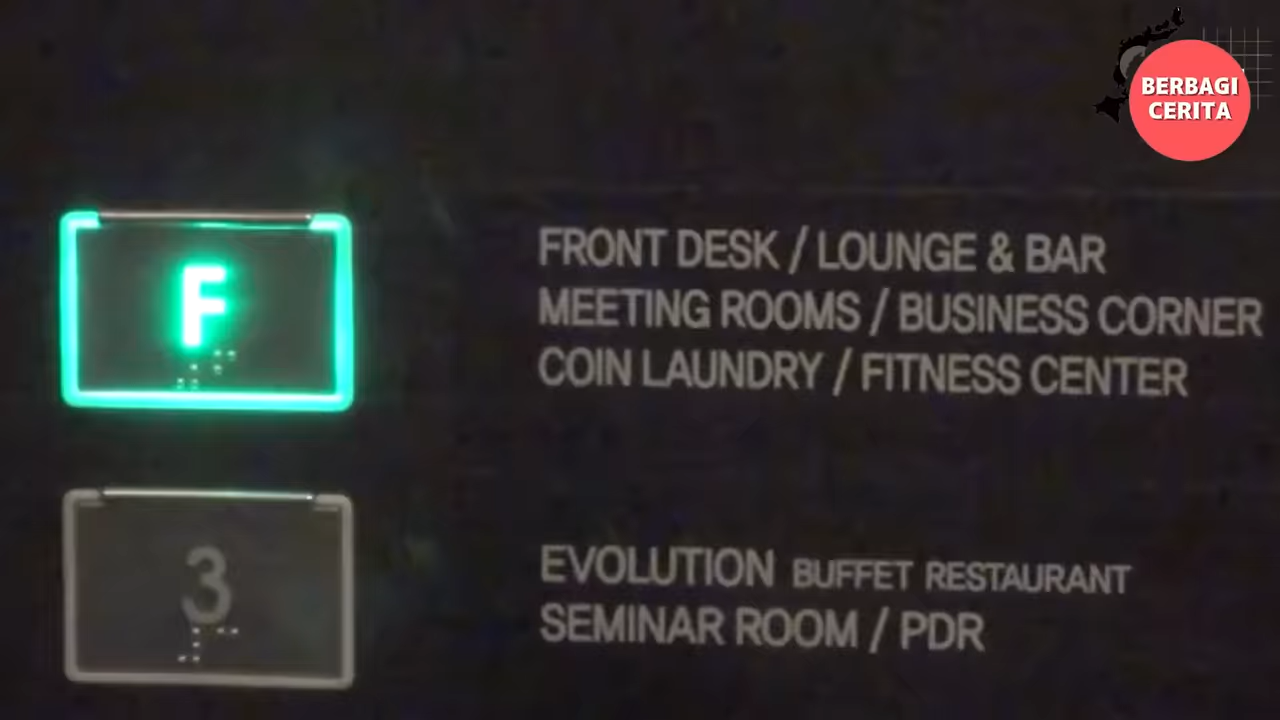 BERBAGI
CERITA
F
FRONT DESK / LOUNGE & BAR
MEETING ROOMS / BUSINESS CORNER
COIN LAUNDRY / FITNESS CENTER
3
EVOLUTION BUFFET RESTAURANT
SEMINAR ROOM / PDR